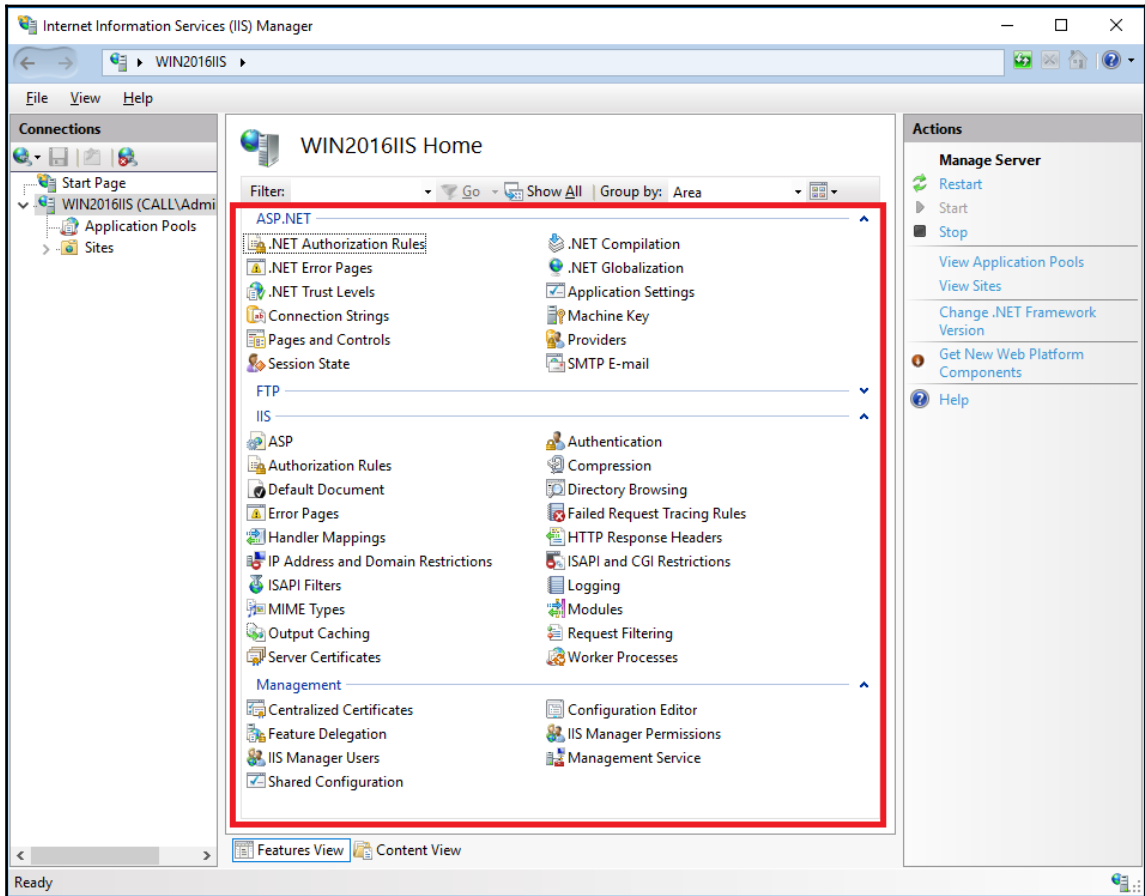 Internet Information Services (IIS) Manager
WIN2016IIS
File View Help
Connections
Start Page
WIN2016IIS (CALL\Admi
Application Pools
Sites
WIN2016IIS Home
Filter: Go Show All Group by: Area
ASP.NET
.NET Authorization Rules .NET Compilation
.NET Error Pages .NET Globalization
.NET Trust Levels Application Settings
Connection Strings Machine Key
Pages and Controls Providers
Session State SMTP E-mail
FTP
IIS
ASP Authentication
Authorization Rules Compression
Default Document Directory Browsing
Error Pages Failed Request Tracing Rules
Handler Mappings HTTP Response Headers
IP Address and Domain Restrictions ISAPI and CGI Restrictions
ISAPI Filters Logging
MIME Types Modules
Output Caching Request Filtering
Server Certificates Worker Processes
Management
Centralized Certificates Configuration Editor
Feature Delegation IIS Manager Permissions
IIS Manager Users Management Service
Shared Configuration
Features View Content View
Actions
Manage Server
Restart
Start
Stop
View Application Pools
View Sites
Change .NET Framework
Version
Get New Web Platform
Components
Help
Ready